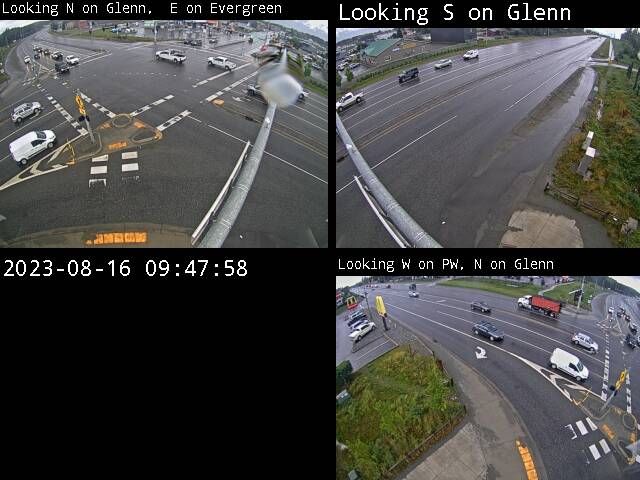 Looking N on Glenn,  E on Evergreen
Looking S on Glenn
2023-08-16 09:47:58
Looking W on PW, N on Glenn